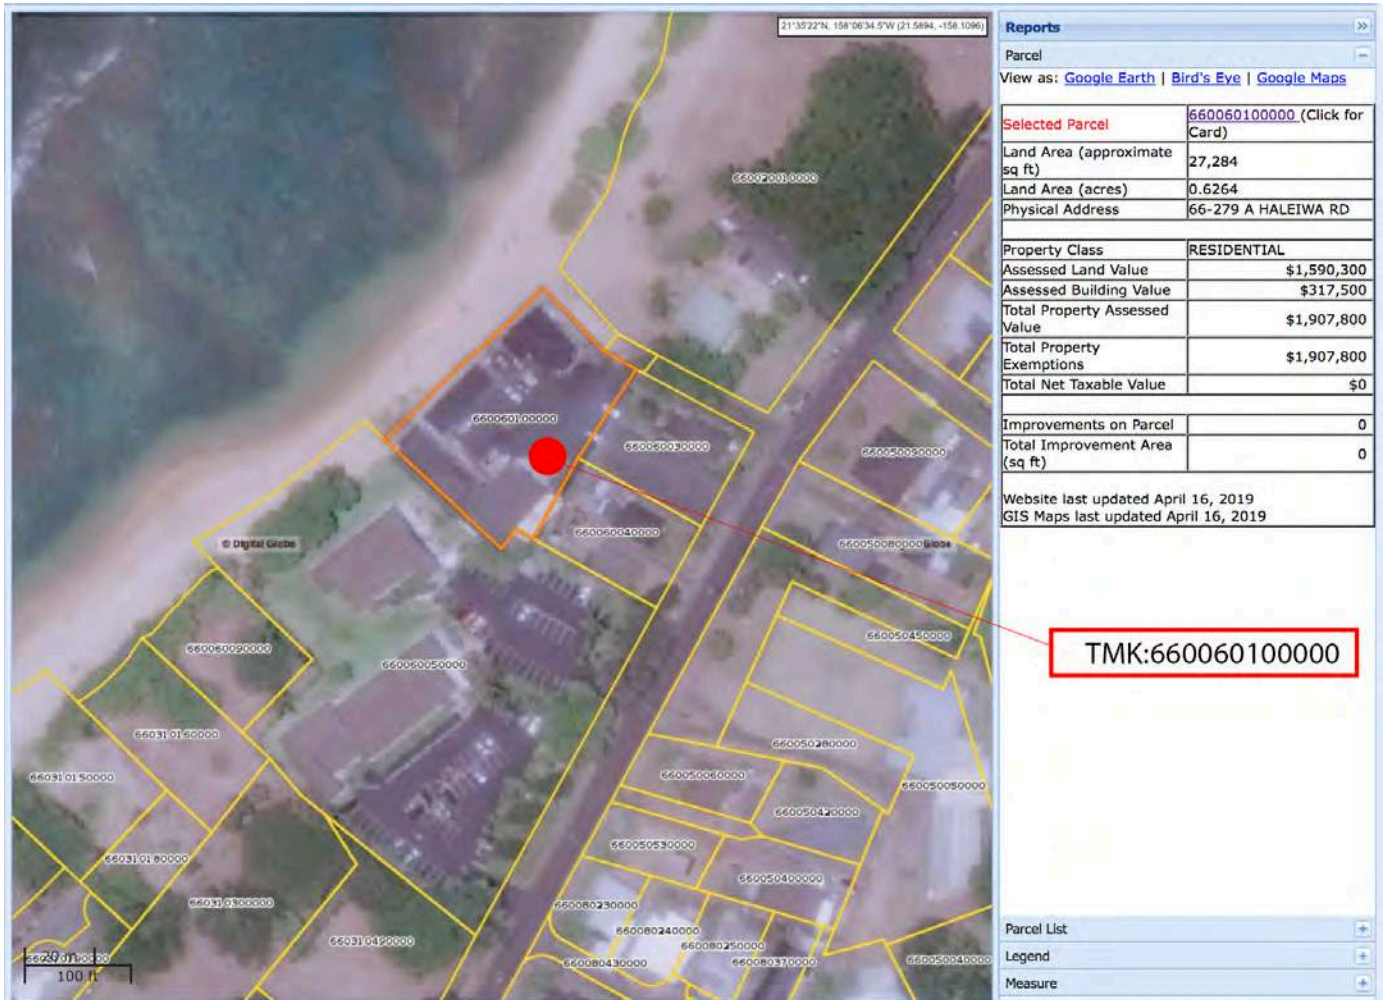 21°35'22"N, 158°06'34.5"W (21.5894, -158.1096)
660020010000
660060100000
660060030000
660050090000
660060040000
© Digital Globe
660050080000 Globe
660050450000
660060090000
660060050000
660310160000
660050280000
660310150000
660050060000
660050050000
660050420000
660050530000
660310180000
660050400000
660310300000
660080230000
660080240000
660310490000
660080250000
660080430000
660080370000
660050040000
20 m
100 ft
Reports
Parcel
View as: Google Earth | Bird's Eye | Google Maps
Selected Parcel 660060100000 (Click for
Card)
Land Area (approximate
sq ft) 27,284
Land Area (acres) 0.6264
Physical Address 66-279 A HALEIWA RD
Property Class RESIDENTIAL
Assessed Land Value $1,590,300
Assessed Building Value $317,500
Total Property Assessed
Value $1,907,800
Total Property
Exemptions $1,907,800
Total Net Taxable Value $0
Improvements on Parcel 0
Total Improvement Area
(sq ft) 0
Website last updated April 16, 2019
GIS Maps last updated April 16, 2019
TMK:660060100000
Parcel List
Legend
Measure